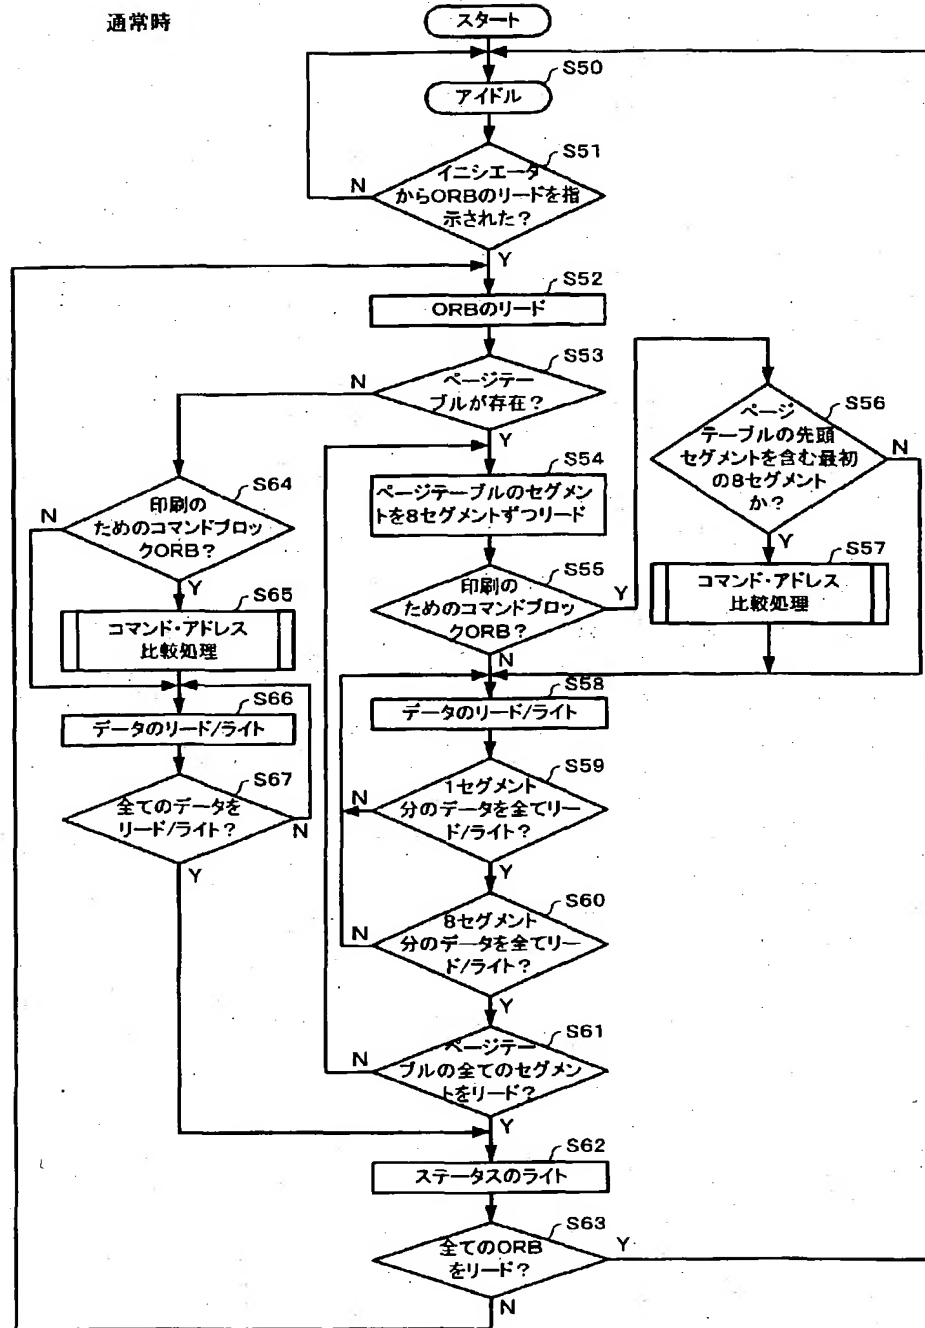 通常時
スタート
S50
アイドル
S51
イニシエータ
からORBのリードを指
示された?
N
Y
S52
ORBのリード
S53
ページテー
ブルが存在?
N
Y
S54
ページテーブルのセグメン
トを8セグメントずつリード
S55
印刷の
ためのコマンドブロッ
クORB?
Y
N
S56
ページ
テーブルの先頭
セグメントを含む最初
の8セグメント
か?
N
Y
S57
コマンド・アドレス
比較処理
S64
印刷の
ためのコマンドブロッ
クORB?
N
Y
S65
コマンド・アドレス
比較処理
S66
データのリード/ライト
S67
全てのデータを
リード/ライト?
N
Y
S58
データのリード/ライト
S59
1セグメント
分のデータを全てリー
ド/ライト?
N
Y
S60
8セグメント
分のデータを全てリー
ド/ライト?
N
Y
S61
ページテー
ブルの全てのセグメン
トをリード?
N
Y
S62
ステータスのライト
S63
全てのORB
をリード?
Y
N